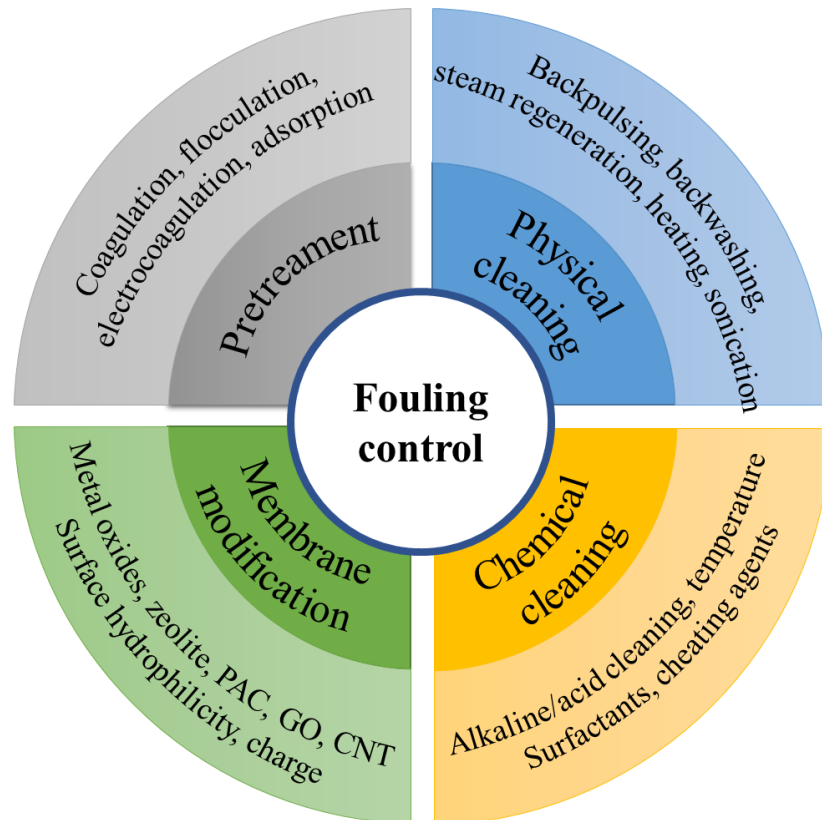 Coagulation, flocculation,
electrocoagulation, adsorption
Pretreament
Backpulsing, backwashing,
steam regeneration, heating, sonication
Physical
cleaning
Fouling
control
Membrane
modification
Metal oxides, zeolite, PAC, GO, CNT
Surface hydrophilicity, charge
Chemical
cleaning
Alkaline/acid cleaning, temperature
Surfactants, cheating agents